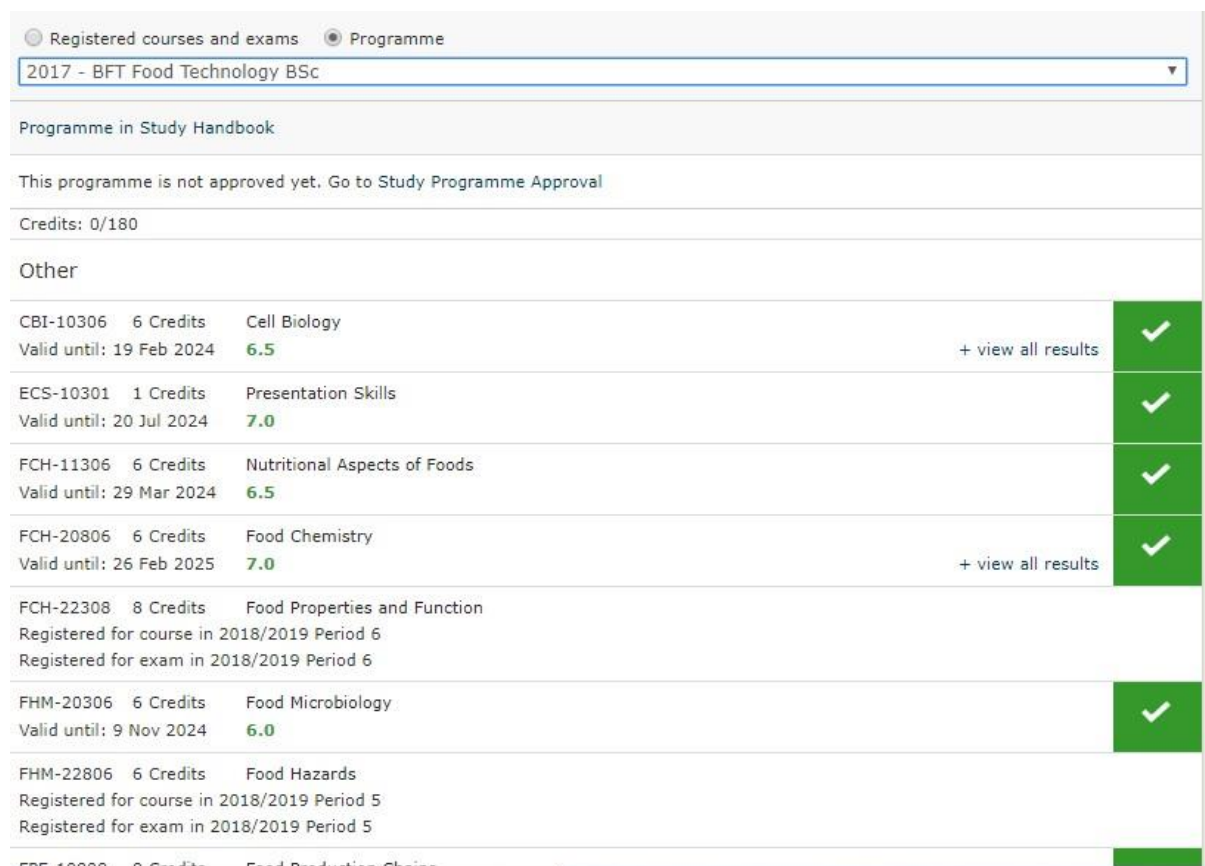 Registered courses and exams Programme
2017 - BFT Food Technology BSc
Programme in Study Handbook
This programme is not approved yet. Go to Study Programme Approval
Credits: 0/180
Other
CBI-10306 6 Credits Cell Biology
Valid until: 19 Feb 2024 6.5 + view all results
ECS-10301 1 Credits Presentation Skills
Valid until: 20 Jul 2024 7.0
FCH-11306 6 Credits Nutritional Aspects of Foods
Valid until: 29 Mar 2024 6.5
FCH-20806 6 Credits Food Chemistry
Valid until: 26 Feb 2025 7.0 + view all results
FCH-22308 8 Credits Food Properties and Function
Registered for course in 2018/2019 Period 6
Registered for exam in 2018/2019 Period 6
FHM-20306 6 Credits Food Microbiology
Valid until: 9 Nov 2024 6.0
FHM-22806 6 Credits Food Hazards
Registered for course in 2018/2019 Period 5
Registered for exam in 2018/2019 Period 5
Credits Food Production Chains